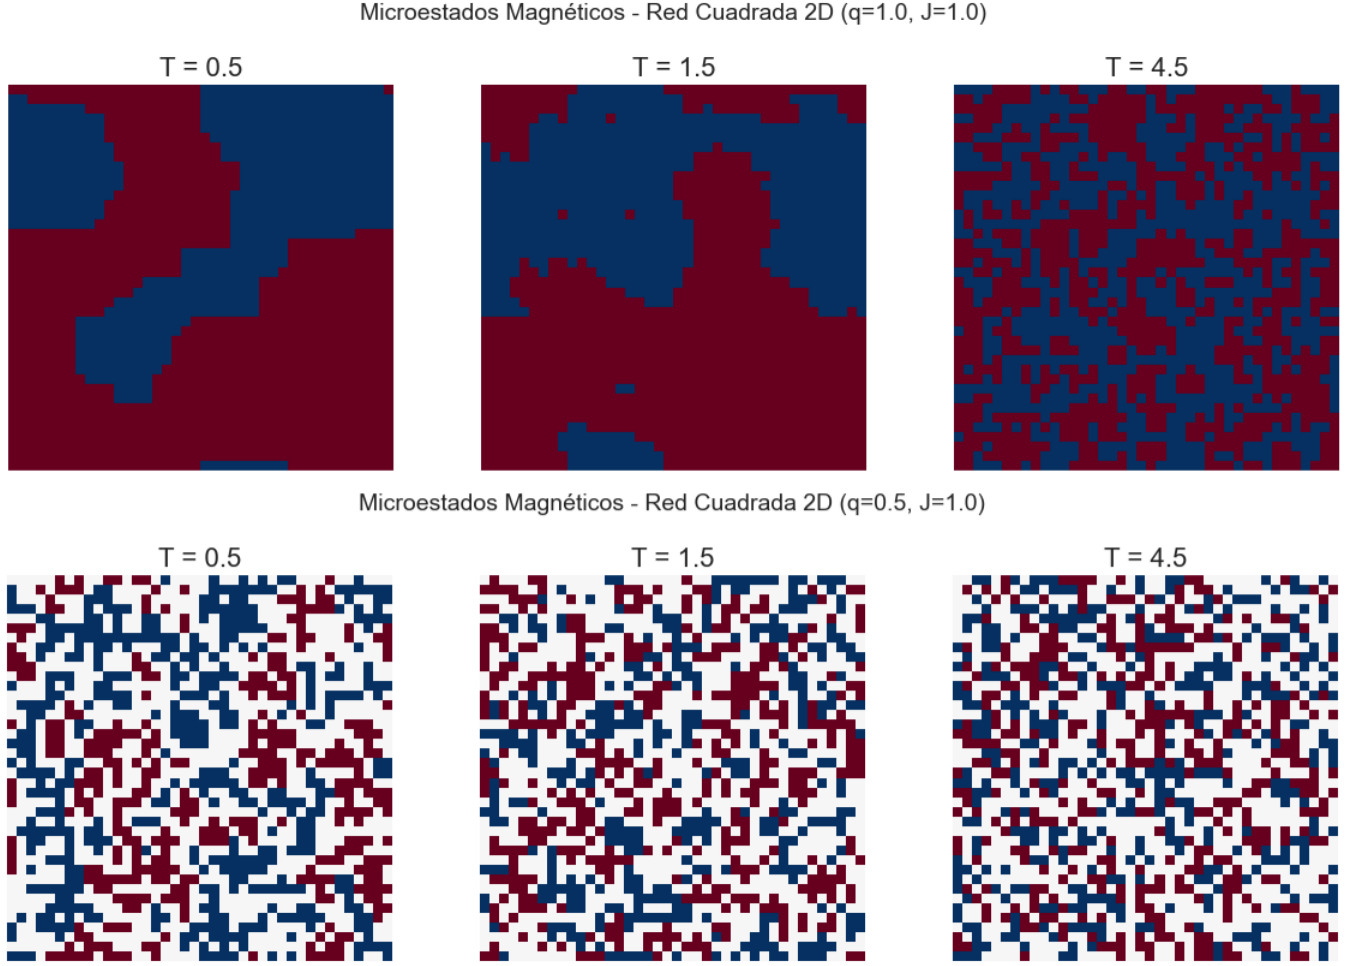 Microestados Magnéticos - Red Cuadrada 2D (q=1.0, J=1.0)
T = 0.5
T = 1.5
T = 4.5
Microestados Magnéticos - Red Cuadrada 2D (q=0.5, J=1.0)
T = 0.5
T = 1.5
T = 4.5